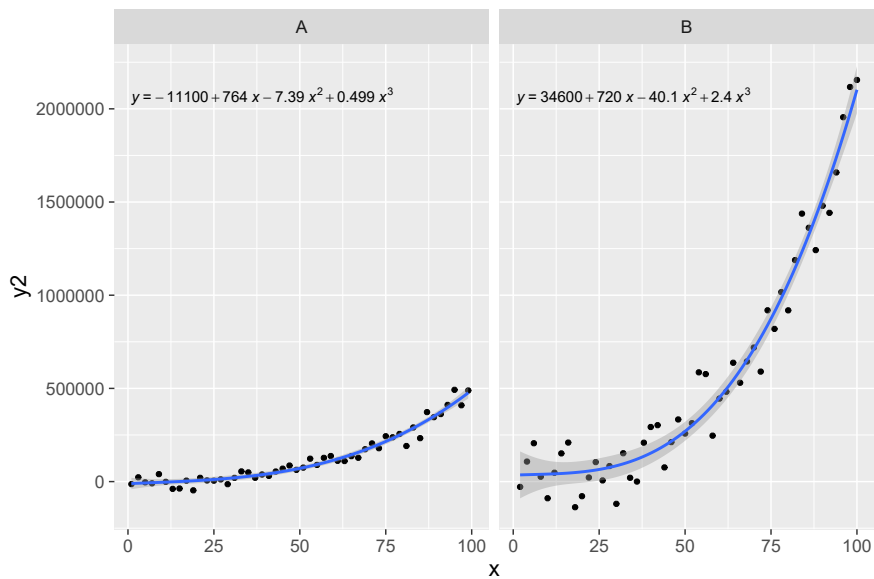 A
B
y = − 11100 + 764 x − 7.39 x² + 0.499 x³
y = 34600 + 720 x − 40.1 x² + 2.4 x³
2000000
1500000
1000000
500000
0
y2
0 25 50 75 100
0 25 50 75 100
x